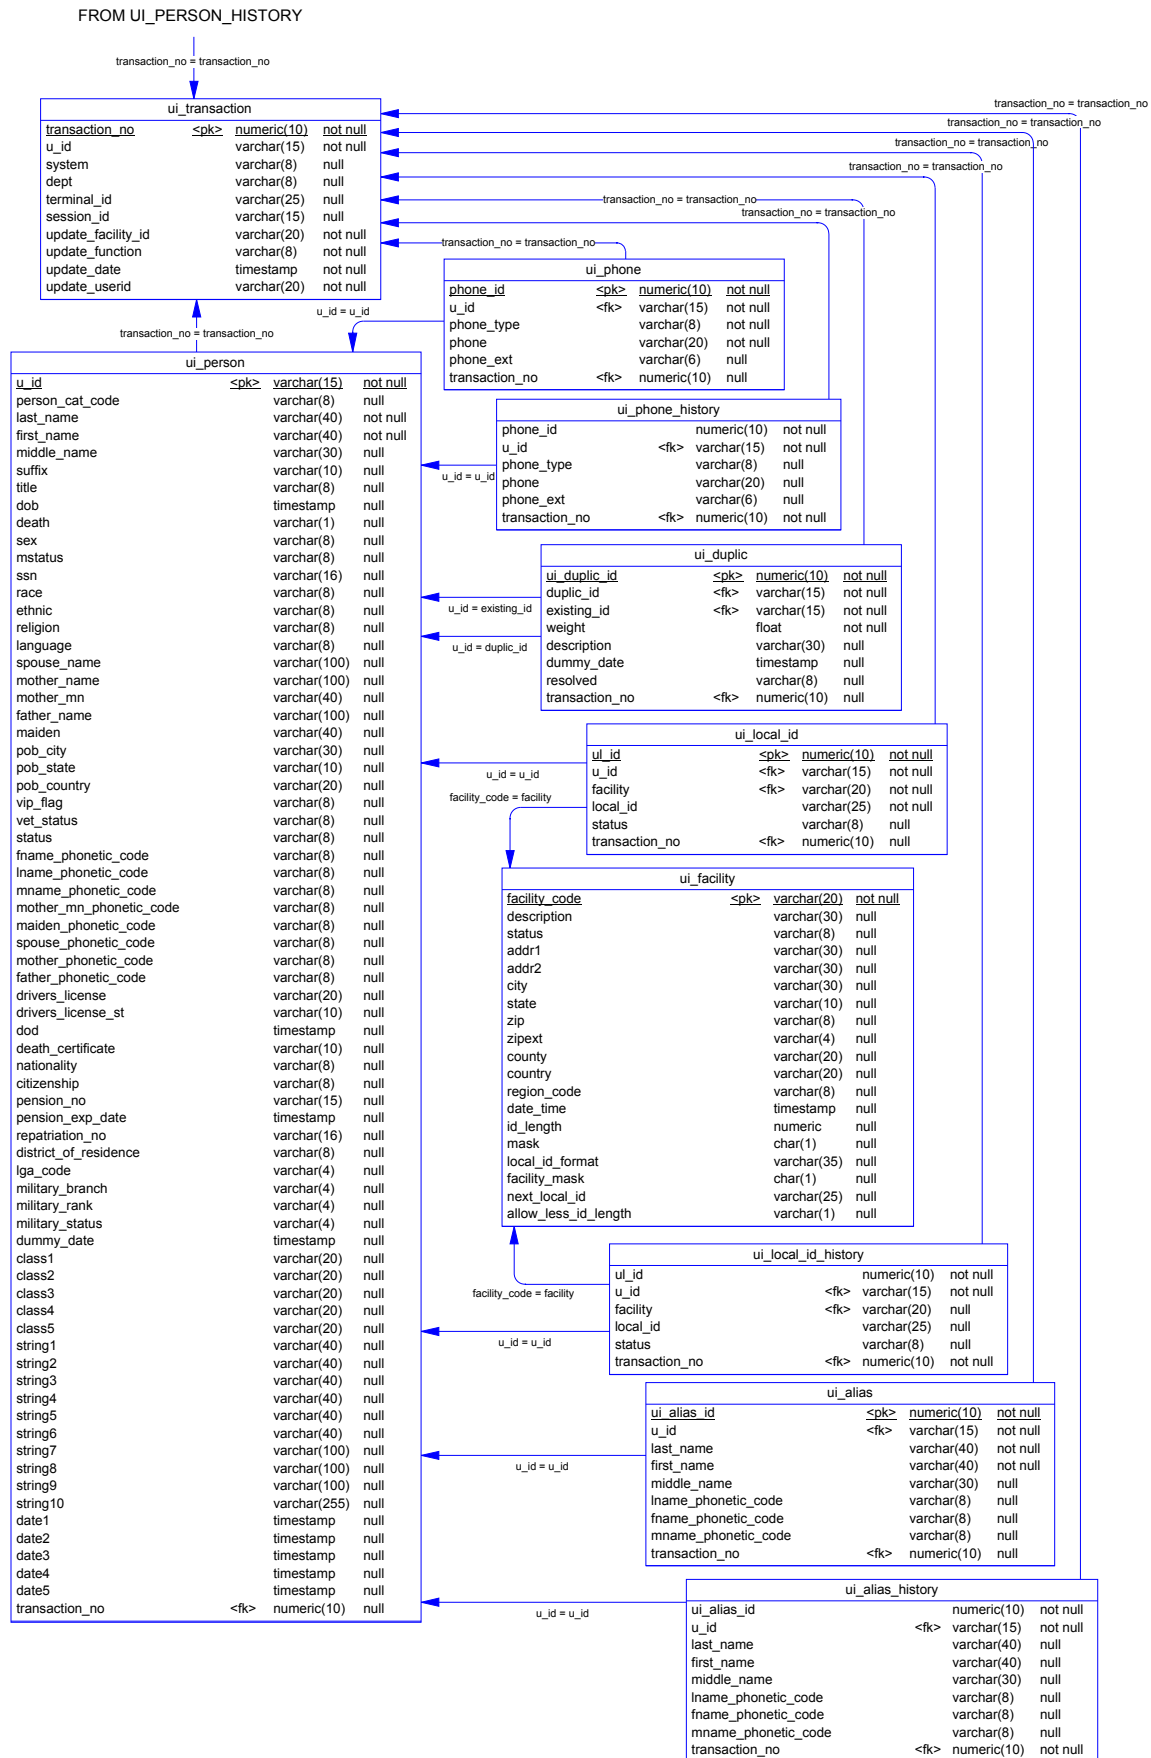 FROM UI_PERSON_HISTORY
transaction_no = transaction_no
ui_transaction
transaction_no <pk> numeric(10) not null
u_id varchar(15) not null
system varchar(8) null
dept varchar(8) null
terminal_id varchar(25) null
session_id varchar(15) null
update_facility_id varchar(20) not null
update_function varchar(8) not null
update_date timestamp not null
update_userid varchar(20) not null
transaction_no = transaction_no
transaction_no = transaction_no
transaction_no = transaction_no
transaction_no = transaction_no
transaction_no = transaction_no
transaction_no = transaction_no
transaction_no = transaction_no
ui_phone
phone_id <pk> numeric(10) not null
u_id <fk> varchar(15) not null
phone_type varchar(8) not null
phone varchar(20) not null
phone_ext varchar(6) null
transaction_no <fk> numeric(10) null
u_id = u_id
transaction_no = transaction_no
ui_person
u_id <pk> varchar(15) not null
person_cat_code varchar(8) null
last_name varchar(40) not null
first_name varchar(40) not null
middle_name varchar(30) null
suffix varchar(10) null
title varchar(8) null
dob timestamp null
death varchar(1) null
sex varchar(8) null
mstatus varchar(8) null
ssn varchar(16) null
race varchar(8) null
ethnic varchar(8) null
religion varchar(8) null
language varchar(8) null
spouse_name varchar(100) null
mother_name varchar(100) null
mother_mn varchar(40) null
father_name varchar(100) null
maiden varchar(40) null
pob_city varchar(30) null
pob_state varchar(10) null
pob_country varchar(20) null
vip_flag varchar(8) null
vet_status varchar(8) null
status varchar(8) null
fname_phonetic_code varchar(8) null
lname_phonetic_code varchar(8) null
mname_phonetic_code varchar(8) null
mother_mn_phonetic_code varchar(8) null
maiden_phonetic_code varchar(8) null
spouse_phonetic_code varchar(8) null
mother_phonetic_code varchar(8) null
father_phonetic_code varchar(8) null
drivers_license varchar(20) null
drivers_license_st varchar(10) null
dod timestamp null
death_certificate varchar(10) null
nationality varchar(8) null
citizenship varchar(8) null
pension_no varchar(15) null
pension_exp_date timestamp null
repatriation_no varchar(16) null
district_of_residence varchar(8) null
lga_code varchar(4) null
military_branch varchar(4) null
military_rank varchar(4) null
military_status varchar(4) null
dummy_date timestamp null
class1 varchar(20) null
class2 varchar(20) null
class3 varchar(20) null
class4 varchar(20) null
class5 varchar(20) null
string1 varchar(40) null
string2 varchar(40) null
string3 varchar(40) null
string4 varchar(40) null
string5 varchar(40) null
string6 varchar(40) null
string7 varchar(100) null
string8 varchar(100) null
string9 varchar(100) null
string10 varchar(255) null
date1 timestamp null
date2 timestamp null
date3 timestamp null
date4 timestamp null
date5 timestamp null
transaction_no <fk> numeric(10) null
ui_phone_history
phone_id numeric(10) not null
u_id <fk> varchar(15) not null
phone_type varchar(8) null
phone varchar(20) null
phone_ext varchar(6) null
transaction_no <fk> numeric(10) not null
u_id = u_id
ui_duplic
ui_duplic_id <pk> numeric(10) not null
duplic_id <fk> varchar(15) not null
existing_id <fk> varchar(15) not null
weight float not null
description varchar(30) null
dummy_date timestamp null
resolved varchar(8) null
transaction_no <fk> numeric(10) null
u_id = existing_id
u_id = duplic_id
ui_local_id
ul_id <pk> numeric(10) not null
u_id <fk> varchar(15) not null
facility <fk> varchar(20) not null
local_id varchar(25) not null
status varchar(8) null
transaction_no <fk> numeric(10) null
u_id = u_id
facility_code = facility
ui_facility
facility_code <pk> varchar(20) not null
description varchar(30) null
status varchar(8) null
addr1 varchar(30) null
addr2 varchar(30) null
city varchar(30) null
state varchar(10) null
zip varchar(8) null
zipext varchar(4) null
county varchar(20) null
country varchar(20) null
region_code varchar(8) null
date_time timestamp null
id_length numeric null
mask char(1) null
local_id_format varchar(35) null
facility_mask char(1) null
next_local_id varchar(25) null
allow_less_id_length varchar(1) null
ui_local_id_history
ul_id numeric(10) not null
u_id <fk> varchar(15) not null
facility <fk> varchar(20) null
local_id varchar(25) null
status varchar(8) null
transaction_no <fk> numeric(10) not null
facility_code = facility
u_id = u_id
ui_alias
ui_alias_id <pk> numeric(10) not null
u_id <fk> varchar(15) not null
last_name varchar(40) not null
first_name varchar(40) not null
middle_name varchar(30) null
lname_phonetic_code varchar(8) null
fname_phonetic_code varchar(8) null
mname_phonetic_code varchar(8) null
transaction_no <fk> numeric(10) null
u_id = u_id
ui_alias_history
ui_alias_id numeric(10) not null
u_id <fk> varchar(15) not null
last_name varchar(40) null
first_name varchar(40) null
middle_name varchar(30) null
lname_phonetic_code varchar(8) null
fname_phonetic_code varchar(8) null
mname_phonetic_code varchar(8) null
transaction_no <fk> numeric(10) not null
u_id = u_id